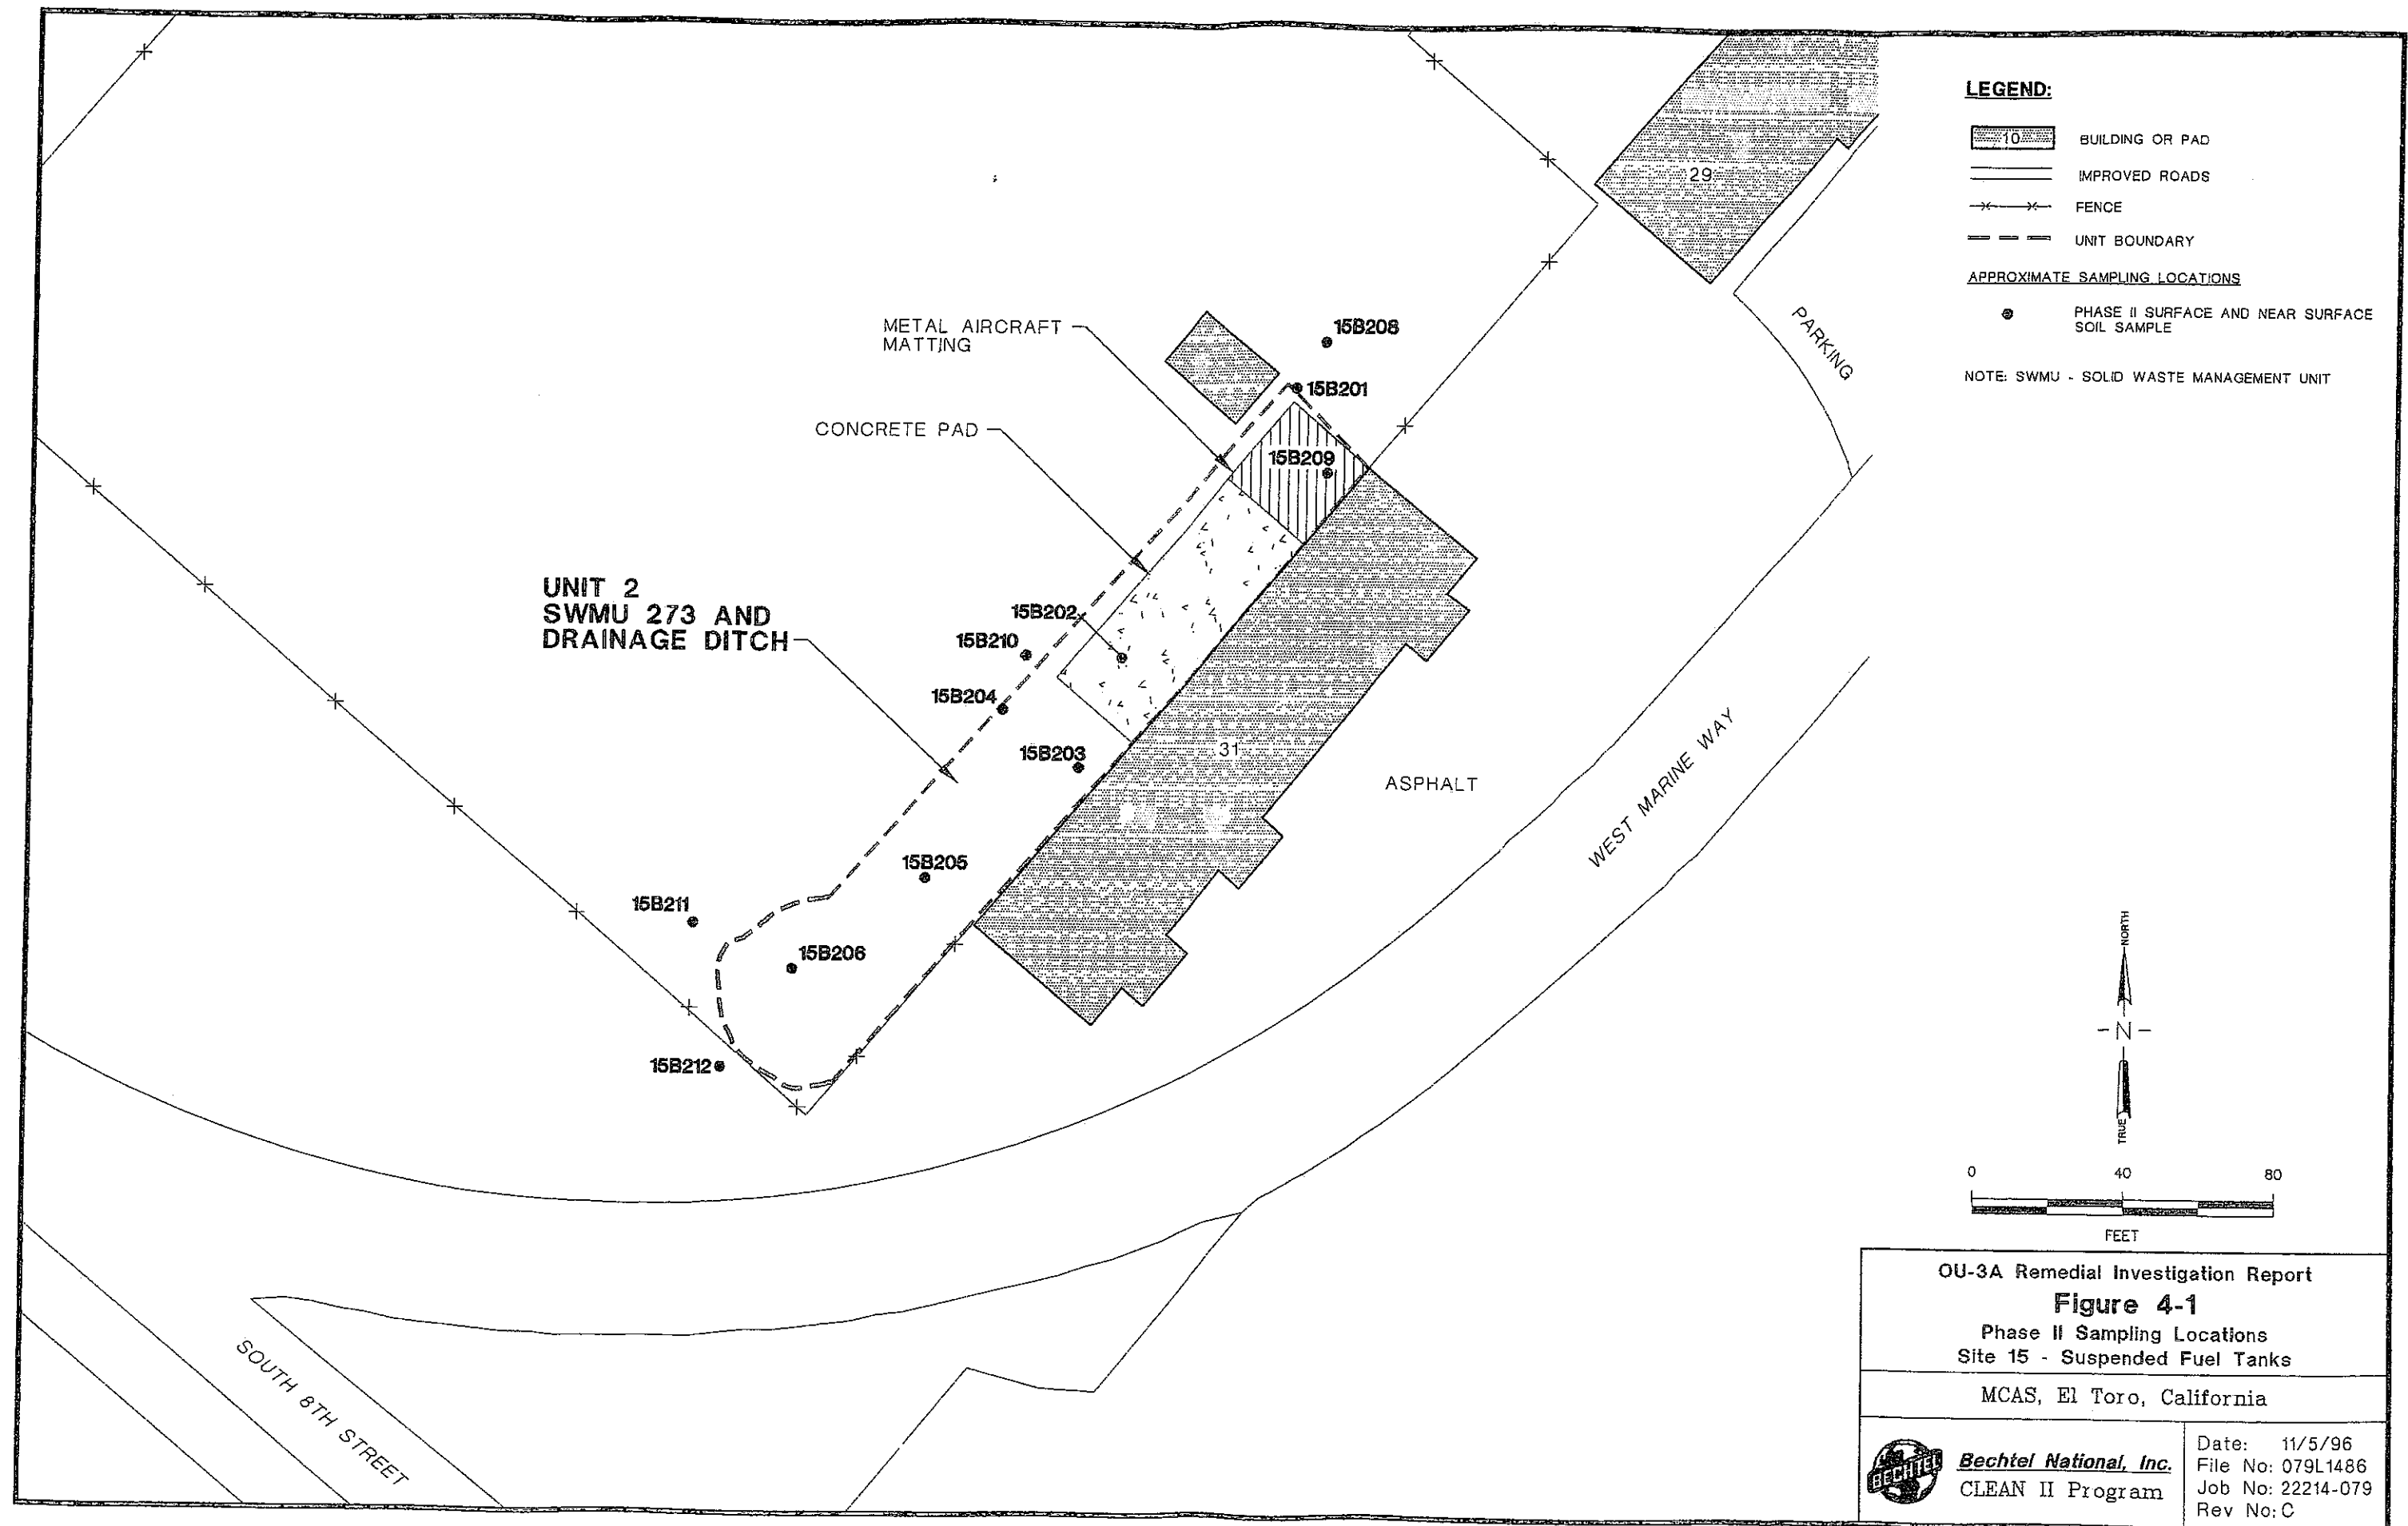 LEGEND:
10
BUILDING OR PAD
IMPROVED ROADS
FENCE
UNIT BOUNDARY
APPROXIMATE SAMPLING LOCATIONS
PHASE II SURFACE AND NEAR SURFACE
SOIL SAMPLE
NOTE: SWMU - SOLID WASTE MANAGEMENT UNIT
29
PARKING
METAL AIRCRAFT
MATTING
15B208
15B201
CONCRETE PAD
15B209
UNIT 2
SWMU 273 AND
DRAINAGE DITCH
15B202
15B210
15B204
15B203
31
ASPHALT
WEST MARINE WAY
15B205
15B211
15B206
15B212
SOUTH 8TH STREET
NORTH
-N-
TRUE
0 40 80
FEET
OU-3A Remedial Investigation Report
Figure 4-1
Phase II Sampling Locations
Site 15 - Suspended Fuel Tanks
MCAS, El Toro, California
BECHTEL
Bechtel National, Inc.
CLEAN II Program
Date: 11/5/96
File No: 079L1486
Job No: 22214-079
Rev No: C